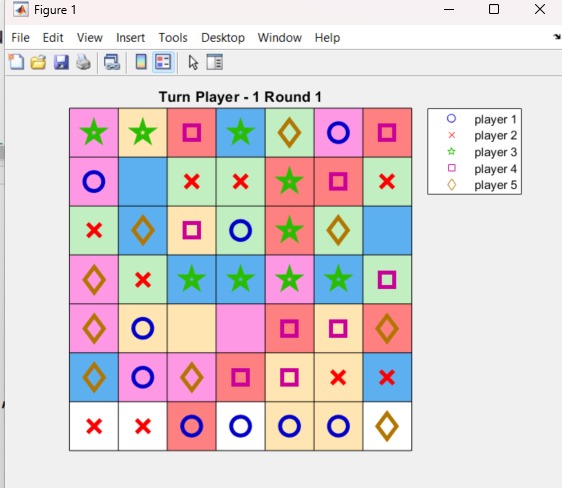 Figure 1
File Edit View Insert Tools Desktop Window Help
Turn Player - 1 Round 1
player 1
player 2
player 3
player 4
player 5